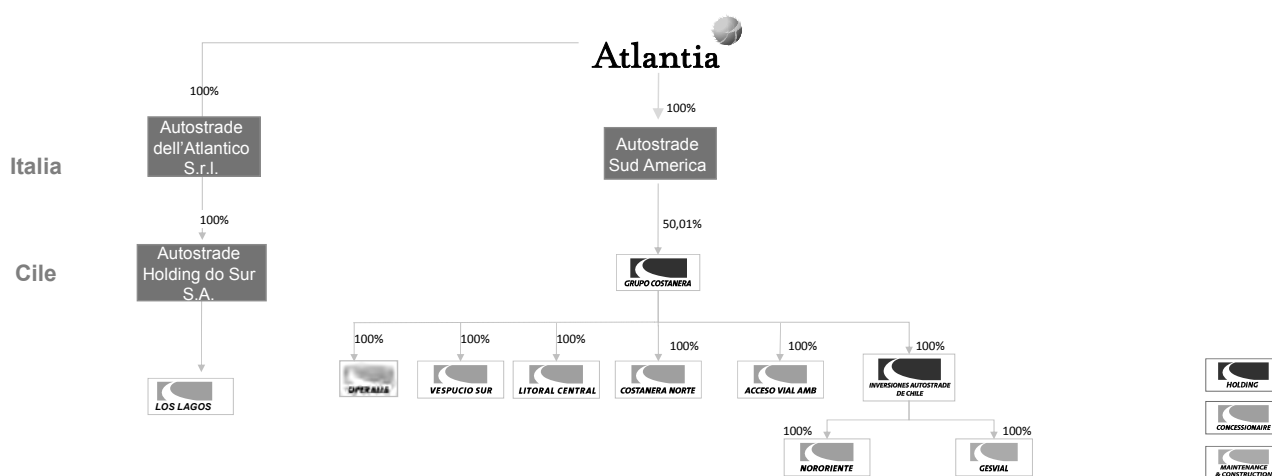 Atlantia
100%
100%
Autostrade
dell'Atlantico
S.r.l.
Autostrade
Sud America
Italia
100%
50,01%
Autostrade
Holding do Sur
S.A.
Cile
GRUPO COSTANERA
100%
100%
100%
100%
100%
100%
VESPUCIO SUR
LITORAL CENTRAL
COSTANERA NORTE
ACCESO VIAL AMB
INVERSIONES AUTOSTRADE
DE CHILE
LOS LAGOS
100%
100%
NORORIENTE
GESVIAL
HOLDING
CONCESSIONAIRE
MAINTENANCE
& CONSTRUCTION